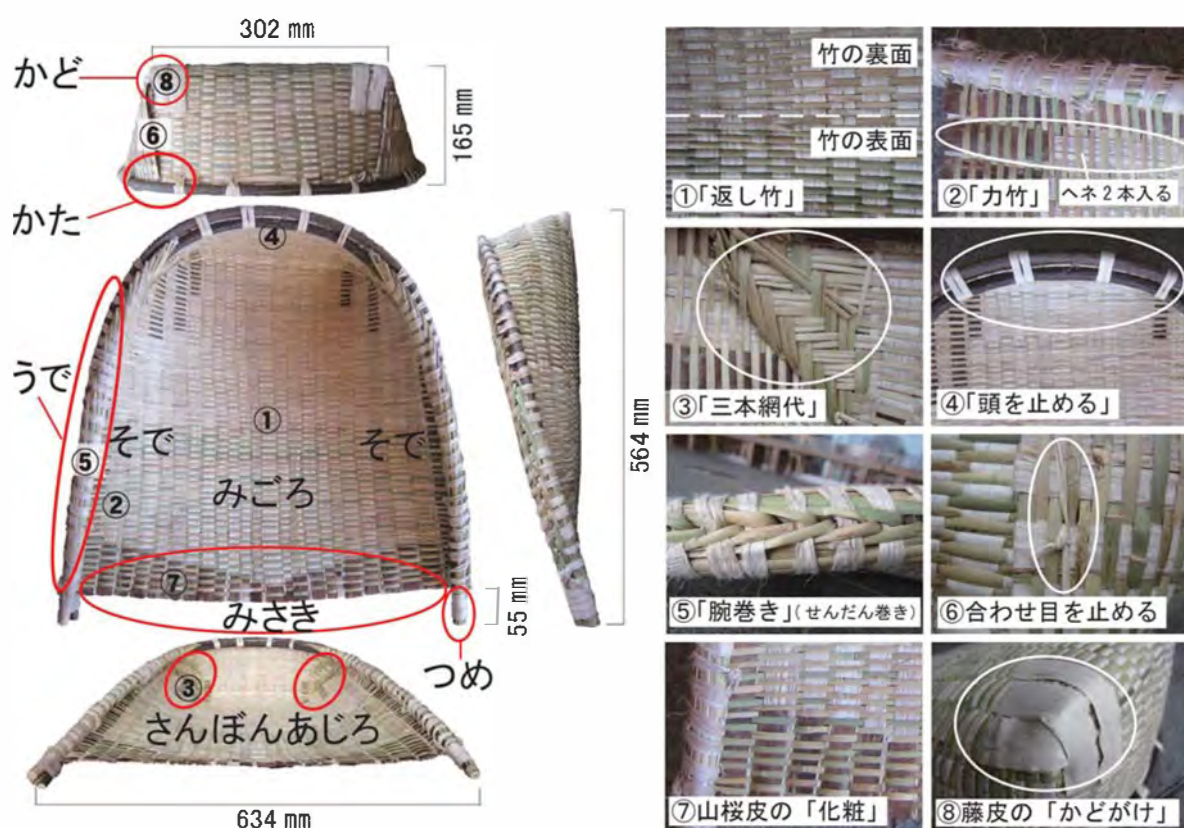 302 mm
かど
⑧
⑥
165 mm
かた
④
うで
①
⑤
そで
そで
②
みごろ
564 mm
⑦
みさき
55 mm
つめ
③
さんぼんあじろ
634 mm
竹の裏面
竹の表面
①「返し竹」
②「力竹」
ヘネ2本入る
③「三本網代」
④「頭を止める」
⑤「腕巻き」(せんだん巻き)
⑥合わせ目を止める
⑦山桜皮の「化粧」
⑧藤皮の「かどがけ」